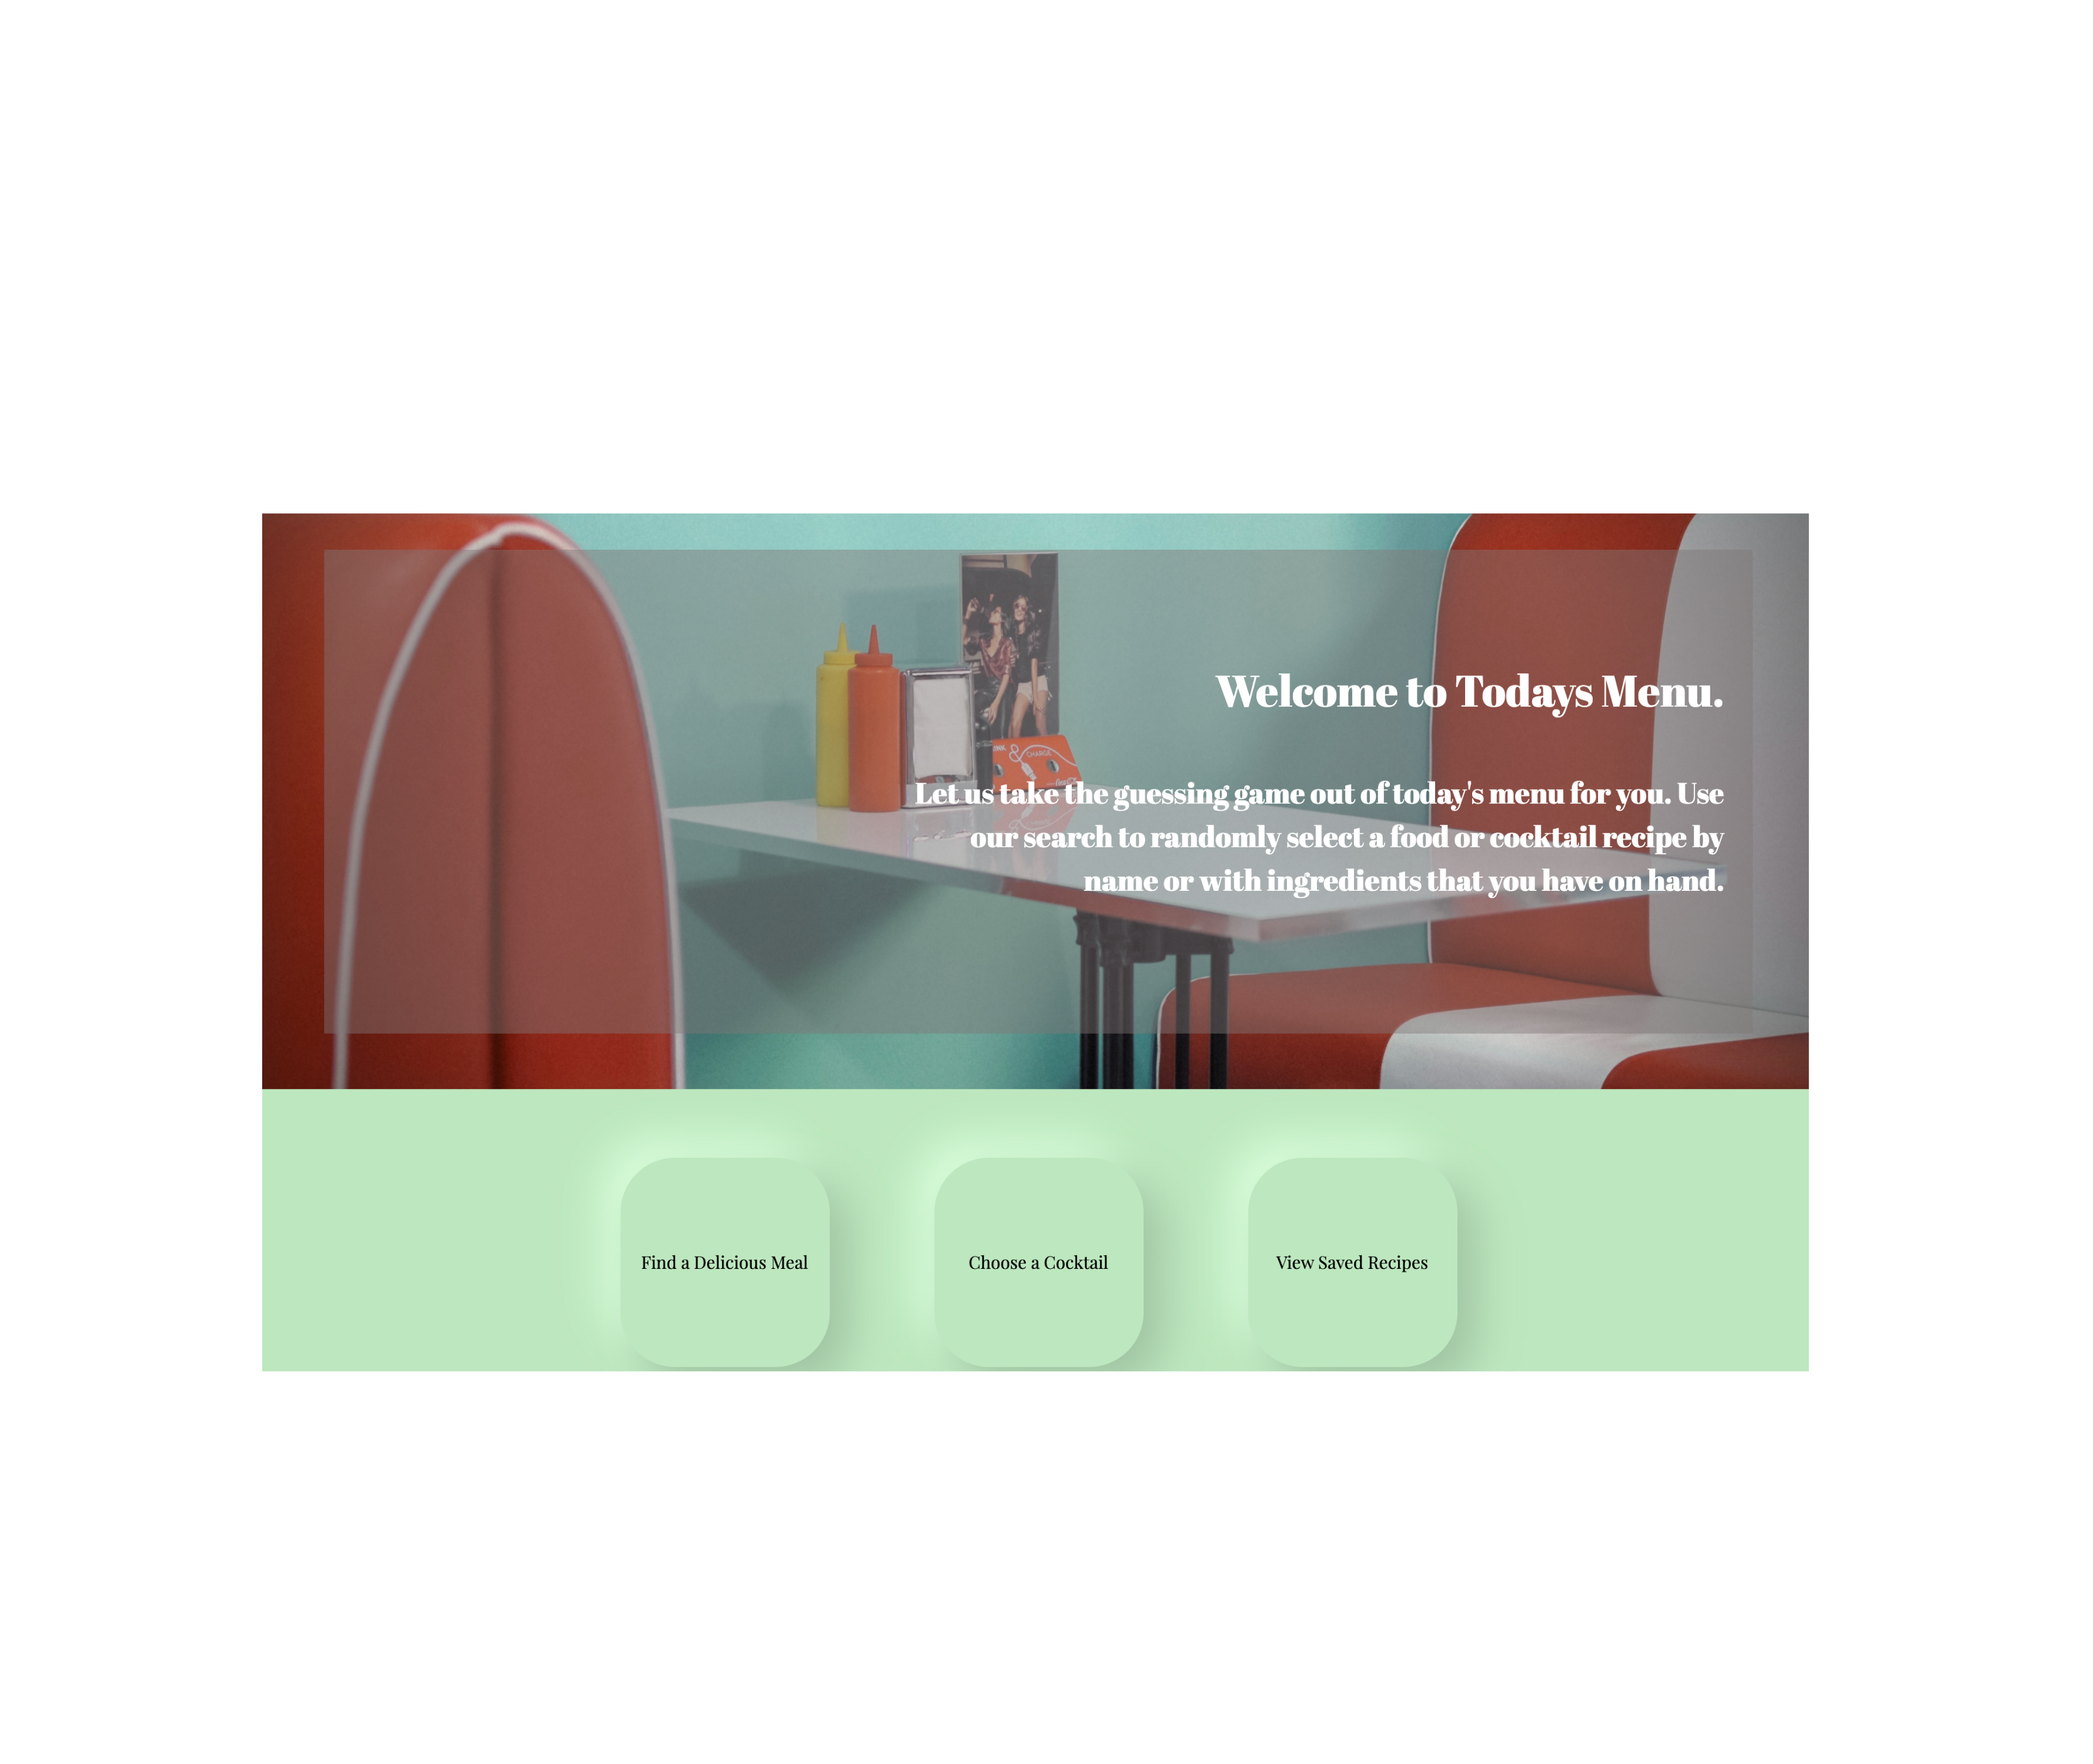 Welcome to Todays Menu.
& CHARGE
Let us take the guessing game out of today's menu for you. Use
our search to randomly select a food or cocktail recipe by
name or with ingredients that you have on hand.
Find a Delicious Meal
Choose a Cocktail
View Saved Recipes